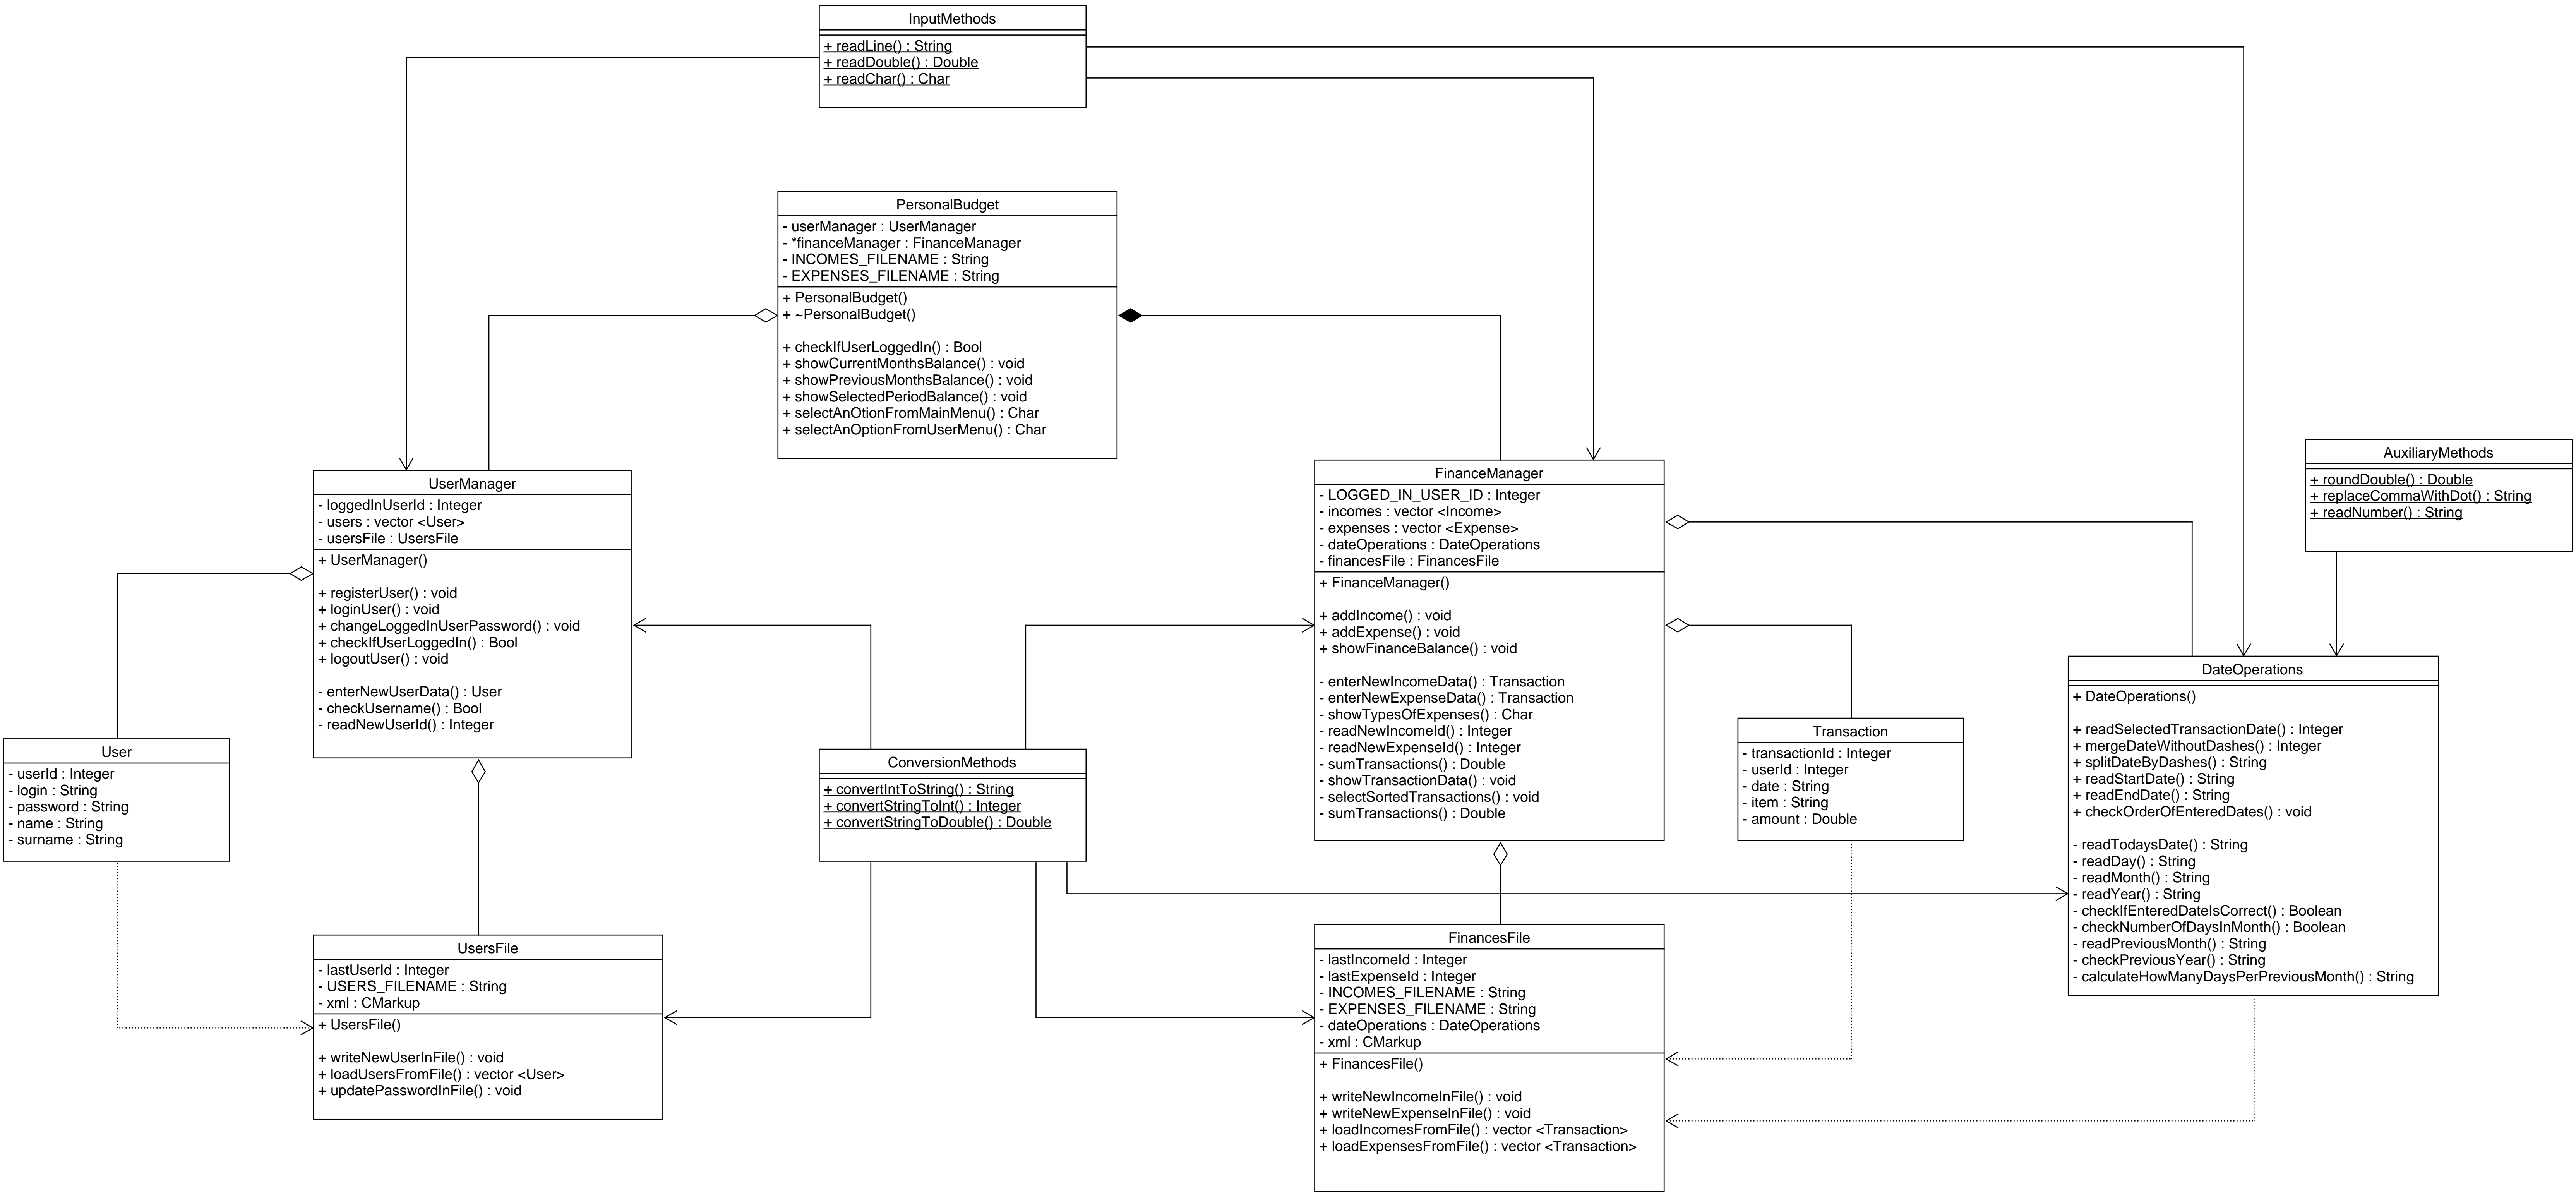 InputMethods
+ readLine() : String
+ readDouble() : Double
+ readChar() : Char
PersonalBudget
- userManager : UserManager
- *financeManager : FinanceManager
- INCOMES_FILENAME : String
- EXPENSES_FILENAME : String
+ PersonalBudget()
+ ~PersonalBudget()
+ checkIfUserLoggedIn() : Bool
+ showCurrentMonthsBalance() : void
+ showPreviousMonthsBalance() : void
+ showSelectedPeriodBalance() : void
+ selectAnOtionFromMainMenu() : Char
+ selectAnOptionFromUserMenu() : Char
UserManager
- loggedInUserId : Integer
- users : vector <User>
- usersFile : UsersFile
+ UserManager()
+ registerUser() : void
+ loginUser() : void
+ changeLoggedInUserPassword() : void
+ checkIfUserLoggedIn() : Bool
+ logoutUser() : void
- enterNewUserData() : User
- checkUsername() : Bool
- readNewUserId() : Integer
FinanceManager
- LOGGED_IN_USER_ID : Integer
- incomes : vector <Income>
- expenses : vector <Expense>
- dateOperations : DateOperations
- financesFile : FinancesFile
+ FinanceManager()
+ addIncome() : void
+ addExpense() : void
+ showFinanceBalance() : void
- enterNewIncomeData() : Transaction
- enterNewExpenseData() : Transaction
- showTypesOfExpenses() : Char
- readNewIncomeId() : Integer
- readNewExpenseId() : Integer
- sumTransactions() : Double
- showTransactionData() : void
- selectSortedTransactions() : void
- sumTransactions() : Double
AuxiliaryMethods
+ roundDouble() : Double
+ replaceCommaWithDot() : String
+ readNumber() : String
DateOperations
+ DateOperations()
+ readSelectedTransactionDate() : Integer
+ mergeDateWithoutDashes() : Integer
+ splitDateByDashes() : String
+ readStartDate() : String
+ readEndDate() : String
+ checkOrderOfEnteredDates() : void
- readTodaysDate() : String
- readDay() : String
- readMonth() : String
- readYear() : String
- checkIfEnteredDateIsCorrect() : Boolean
- checkNumberOfDaysInMonth() : Boolean
- readPreviousMonth() : String
- checkPreviousYear() : String
- calculateHowManyDaysPerPreviousMonth() : String
Transaction
- transactionId : Integer
- userId : Integer
- date : String
- item : String
- amount : Double
User
- userId : Integer
- login : String
- password : String
- name : String
- surname : String
ConversionMethods
+ convertIntToString() : String
+ convertStringToInt() : Integer
+ convertStringToDouble() : Double
UsersFile
- lastUserId : Integer
- USERS_FILENAME : String
- xml : CMarkup
+ UsersFile()
+ writeNewUserInFile() : void
+ loadUsersFromFile() : vector <User>
+ updatePasswordInFile() : void
FinancesFile
- lastIncomeId : Integer
- lastExpenseId : Integer
- INCOMES_FILENAME : String
- EXPENSES_FILENAME : String
- dateOperations : DateOperations
- xml : CMarkup
+ FinancesFile()
+ writeNewIncomeInFile() : void
+ writeNewExpenseInFile() : void
+ loadIncomesFromFile() : vector <Transaction>
+ loadExpensesFromFile() : vector <Transaction>